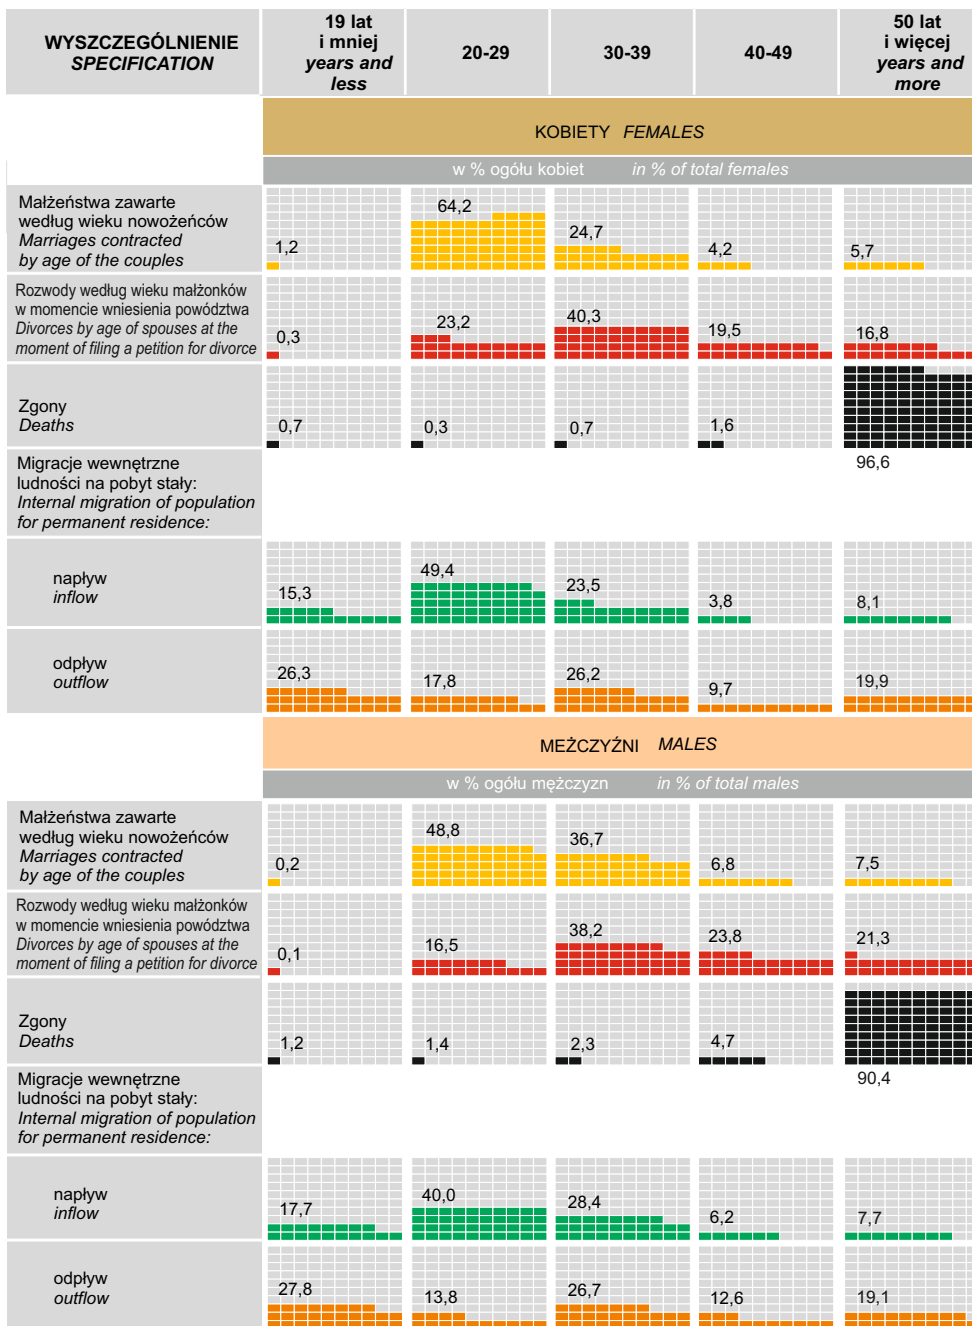 WYSZCZEGÓLNIENIE
SPECIFICATION
19 lat
i mniej
years and
less
20-29
30-39
40-49
50 lat
i więcej
years and
more
KOBIETY FEMALES
w % ogółu kobiet in % of total females
Małżeństwa zawarte
według wieku nowożeńców
Marriages contracted
by age of the couples
1,2
64,2
24,7
4,2
5,7
Rozwody według wieku małżonków
w momencie wniesienia powództwa
Divorces by age of spouses at the
moment of filing a petition for divorce
0,3
23,2
40,3
19,5
16,8
Zgony
Deaths
0,7
0,3
0,7
1,6
96,6
Migracje wewnętrzne
ludności na pobyt stały:
Internal migration of population
for permanent residence:
napływ
inflow
15,3
49,4
23,5
3,8
8,1
odpływ
outflow
26,3
17,8
26,2
9,7
19,9
MEŻCZYŹNI MALES
w % ogółu mężczyzn in % of total males
Małżeństwa zawarte
według wieku nowożeńców
Marriages contracted
by age of the couples
0,2
48,8
36,7
6,8
7,5
Rozwody według wieku małżonków
w momencie wniesienia powództwa
Divorces by age of spouses at the
moment of filing a petition for divorce
0,1
16,5
38,2
23,8
21,3
Zgony
Deaths
1,2
1,4
2,3
4,7
90,4
Migracje wewnętrzne
ludności na pobyt stały:
Internal migration of population
for permanent residence:
napływ
inflow
17,7
40,0
28,4
6,2
7,7
odpływ
outflow
27,8
13,8
26,7
12,6
19,1